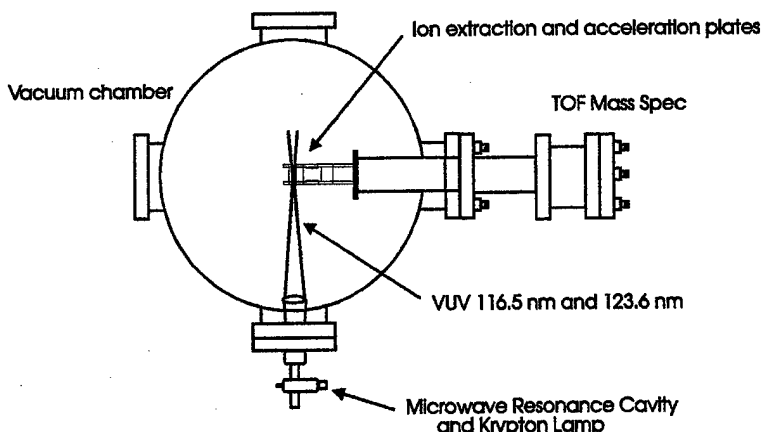 Ion extraction and acceleration plates
Vacuum chamber
TOF Mass Spec
VUV 116.5 nm and 123.6 nm
Microwave Resonance Cavity
and Krypton Lamp